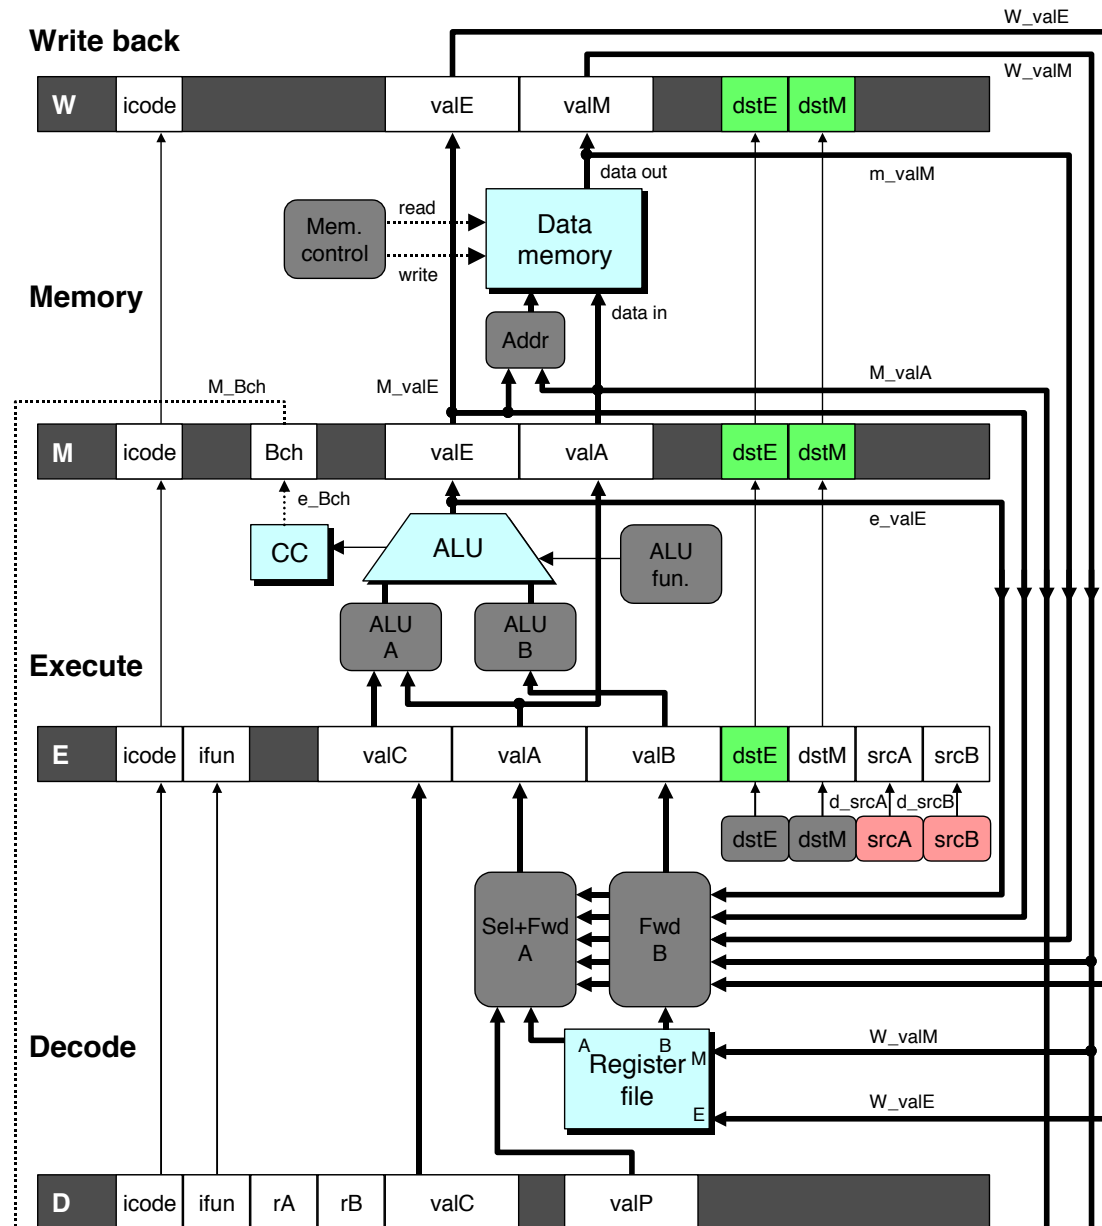 W_valE
Write back
W_valM
W icode valE valM dstE dstM
data out
m_valM
read
Mem.
control
Data
memory
write
Memory
data in
Addr
M_Bch
M_valE
M_valA
M icode Bch valE valA dstE dstM
e_Bch
e_valE
CC
ALU
ALU
fun.
ALU
A
ALU
B
Execute
E icode ifun valC valA valB dstE dstM srcA srcB
d_srcA d_srcB
dstE dstM srcA srcB
Sel+Fwd
A
Fwd
B
Decode
A B
W_valM
Register M
file
W_valE
E
D icode ifun rA rB valC valP